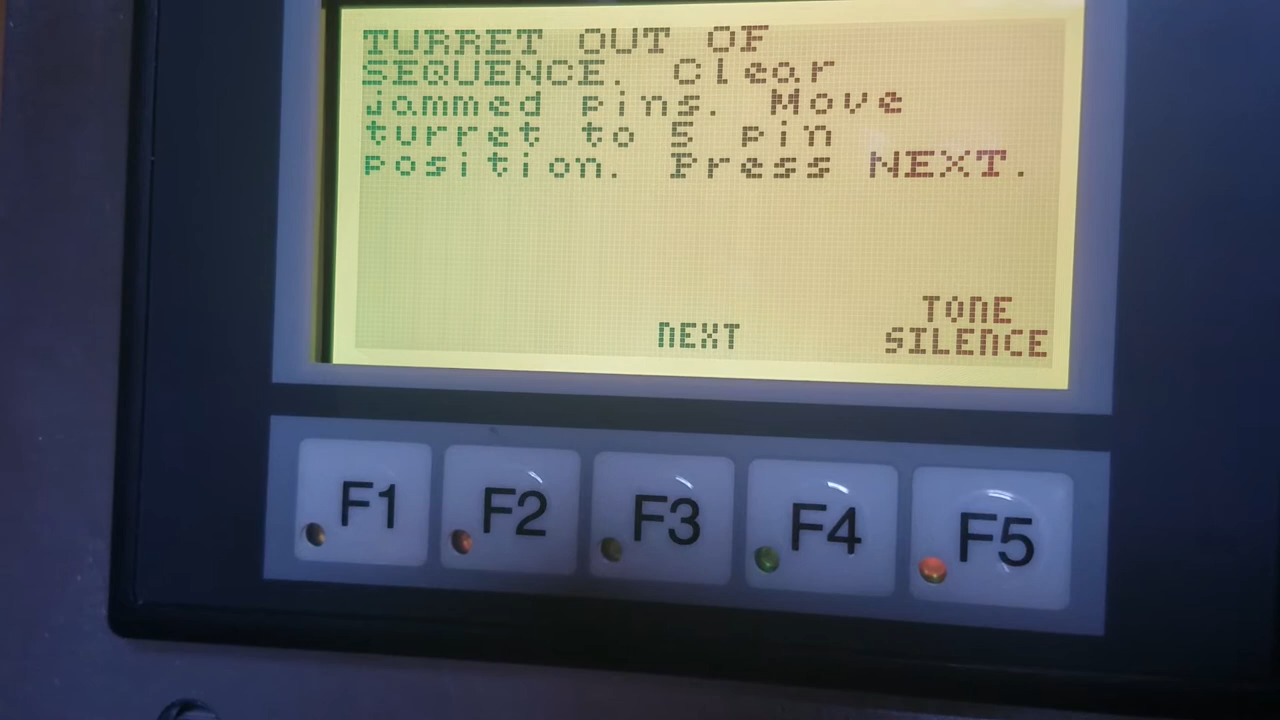 TURRET OUT OF
SEQUENCE. Clear
jammed pins. Move
turret to 5 pin
position. Press NEXT.
NEXT
TONE
SILENCE
F1 F2 F3 F4 F5